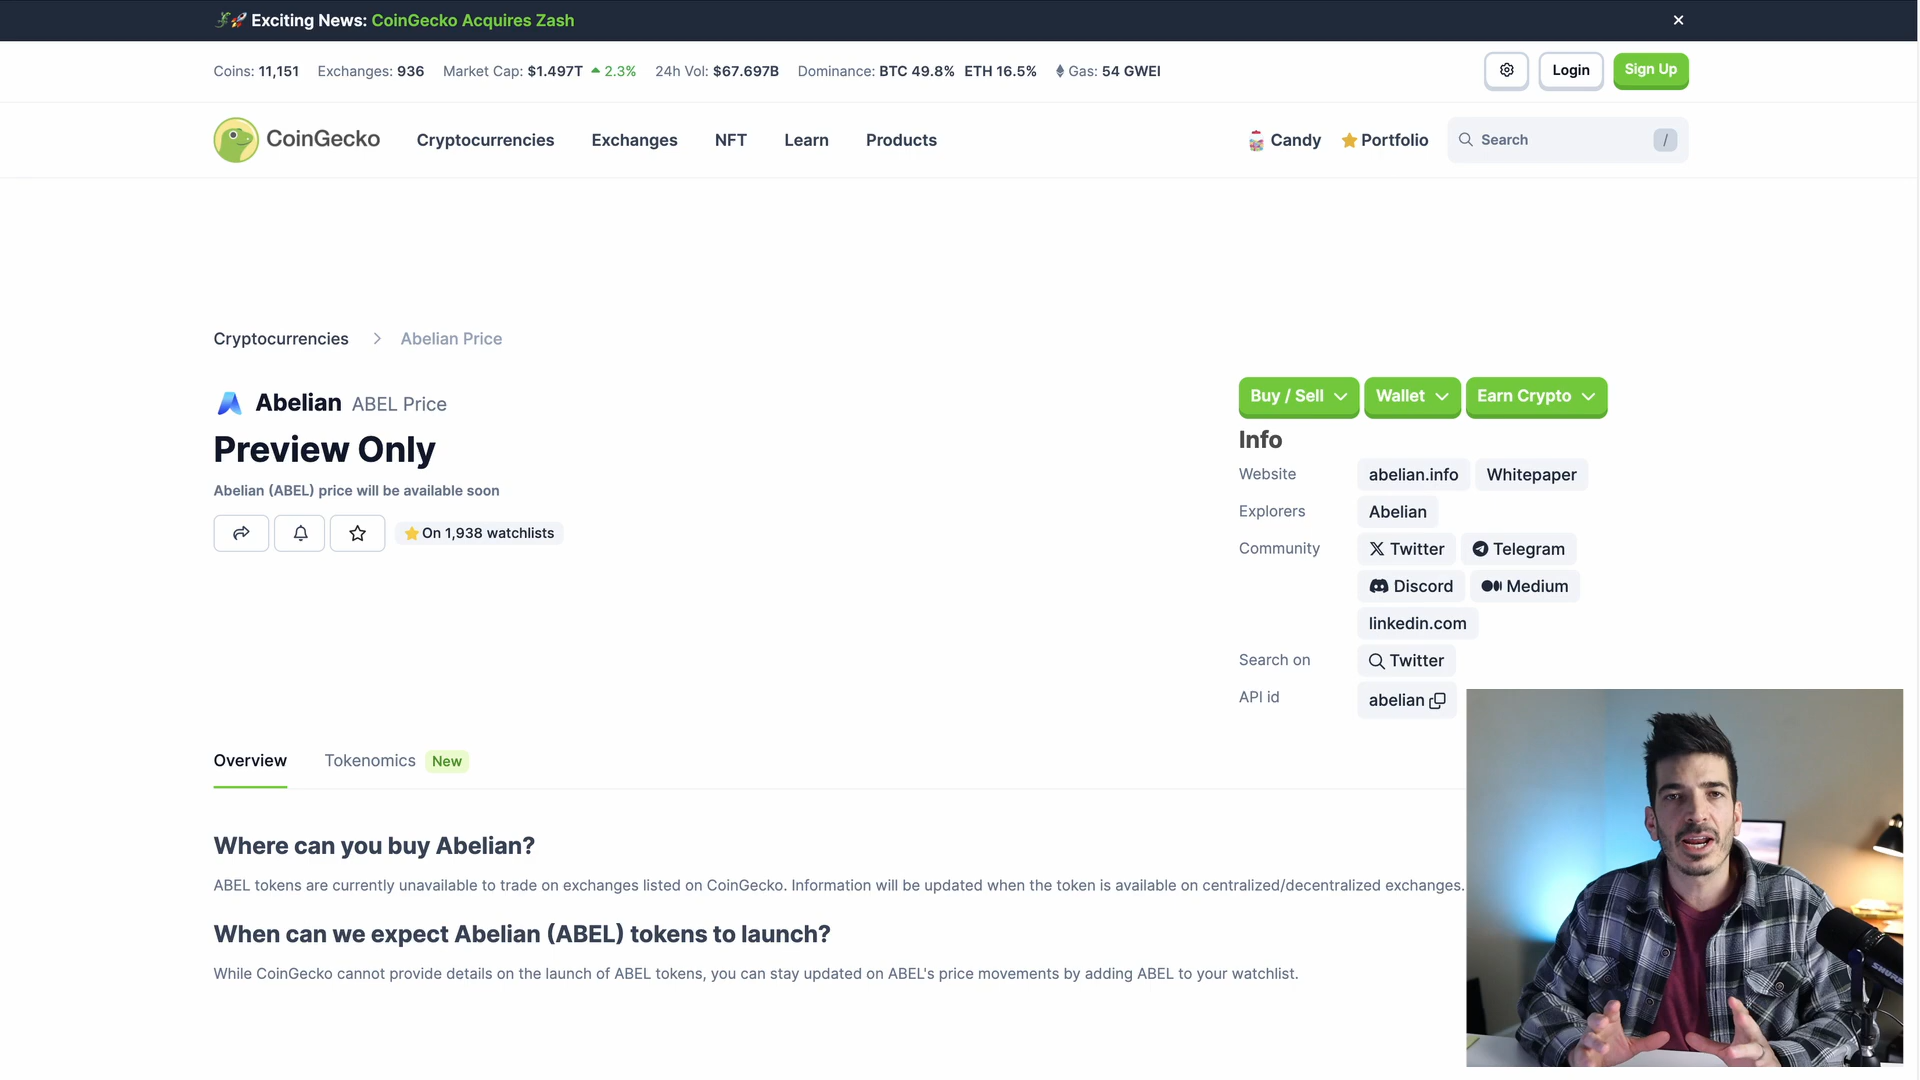 Exciting News: CoinGecko Acquires Zash
Coins: 11,151 Exchanges: 936 Market Cap: $1.497T 2.3% 24h Vol: $67.697B Dominance: BTC 49.8% ETH 16.5% Gas: 54 GWEI
Login
Sign Up
CoinGecko
Cryptocurrencies Exchanges NFT Learn Products
Candy Portfolio
Search /
Cryptocurrencies > Abelian Price
Abelian ABEL Price
Preview Only
Abelian (ABEL) price will be available soon
On 1,938 watchlists
Buy / Sell Wallet Earn Crypto
Info
Website abelian.info Whitepaper
Explorers Abelian
Community X Twitter Telegram
Discord Medium
linkedin.com
Search on Twitter
API id abelian
Overview Tokenomics New
Where can you buy Abelian?
ABEL tokens are currently unavailable to trade on exchanges listed on CoinGecko. Information will be updated when the token is available on centralized/decentralized exchanges.
When can we expect Abelian (ABEL) tokens to launch?
While CoinGecko cannot provide details on the launch of ABEL tokens, you can stay updated on ABEL's price movements by adding ABEL to your watchlist.
SHURE